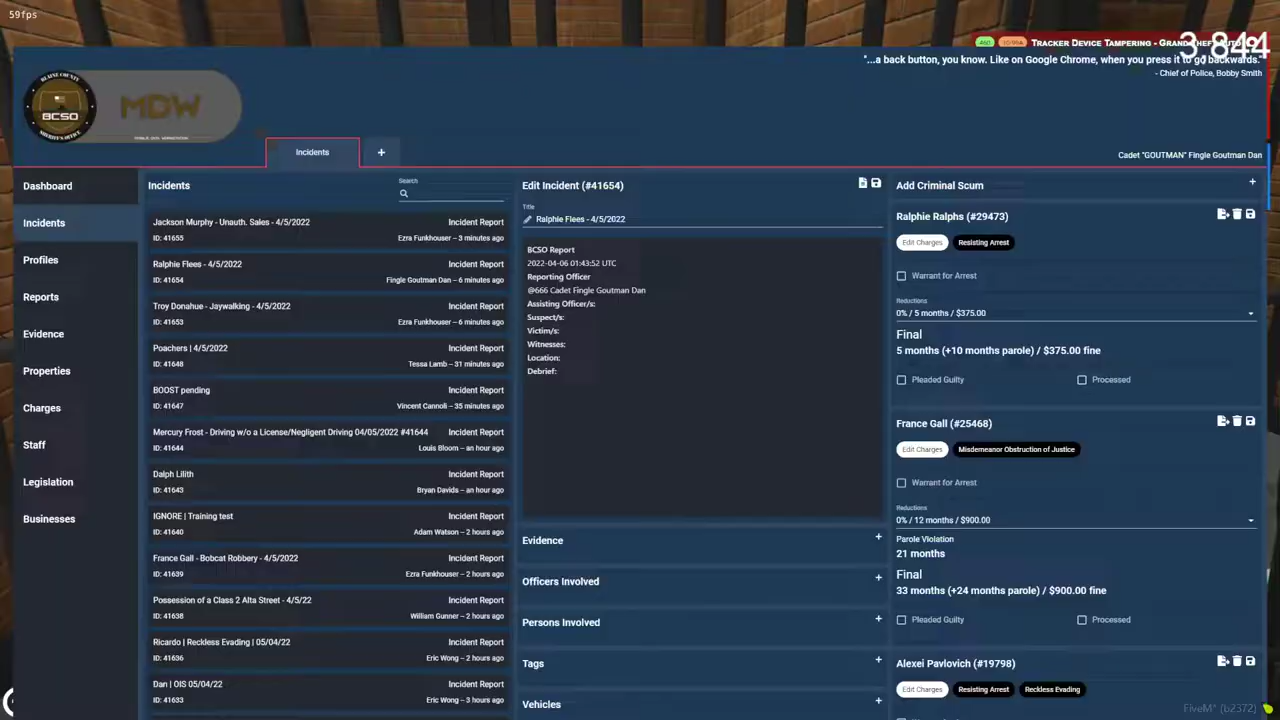 59fps
TRACKER DEVICE TAMPERING - GRAND THEFT AUTO
3,844
"...a back button, you know. Like on Google Chrome, when you press it to go backwards."
- Chief of Police, Bobby Smith
BLAINE COUNTY
BCSO
SHERIFF'S OFFICE
MDW
Incidents
+
Cadet "GOUTMAN" Fingle Goutman Dan
Dashboard
Incidents
Profiles
Reports
Evidence
Properties
Charges
Staff
Legislation
Businesses
Incidents
Search
Jackson Murphy - Unauth. Sales - 4/5/2022 Incident Report
ID: 41655 Ezra Funkhouser – 3 minutes ago
Ralphie Flees - 4/5/2022 Incident Report
ID: 41654 Fingle Goutman Dan – 6 minutes ago
Troy Donahue - Jaywalking - 4/5/2022 Incident Report
ID: 41653 Ezra Funkhouser – 6 minutes ago
Poachers | 4/5/2022 Incident Report
ID: 41648 Tessa Lamb – 31 minutes ago
BOOST pending Incident Report
ID: 41647 Vincent Cannoli – 35 minutes ago
Mercury Frost - Driving w/o a License/Negligent Driving 04/05/2022 #41644 Incident Report
ID: 41644 Louis Bloom – an hour ago
Dalph Lilith Incident Report
ID: 41643 Bryan Davids – an hour ago
IGNORE | Training test Incident Report
ID: 41640 Adam Watson – 2 hours ago
France Gall - Bobcat Robbery - 4/5/2022 Incident Report
ID: 41639 Ezra Funkhouser – 2 hours ago
Possession of a Class 2 Alta Street - 4/5/22 Incident Report
ID: 41638 William Gunner – 2 hours ago
Ricardo | Reckless Evading | 05/04/22 Incident Report
ID: 41636 Eric Wong – 2 hours ago
Dan | OIS 05/04/22 Incident Report
ID: 41633 Eric Wong – 3 hours ago
Edit Incident (#41654)
Title
Ralphie Flees - 4/5/2022
BCSO Report
2022-04-06 01:43:52 UTC
Reporting Officer
@666 Cadet Fingle Goutman Dan
Assisting Officer/s:
Suspect/s:
Victim/s:
Witnesses:
Location:
Debrief:
Evidence +
Officers Involved +
Persons Involved +
Tags +
Vehicles +
Add Criminal Scum +
Ralphie Ralphs (#29473)
Edit Charges Resisting Arrest
Warrant for Arrest
Reductions
0% / 5 months / $375.00
Final
5 months (+10 months parole) / $375.00 fine
Pleaded Guilty Processed
France Gall (#25468)
Edit Charges Misdemeanor Obstruction of Justice
Warrant for Arrest
Reductions
0% / 12 months / $900.00
Parole Violation
21 months
Final
33 months (+24 months parole) / $900.00 fine
Pleaded Guilty Processed
Alexei Pavlovich (#19798)
Edit Charges Resisting Arrest Reckless Evading
FiveM* (b2372)